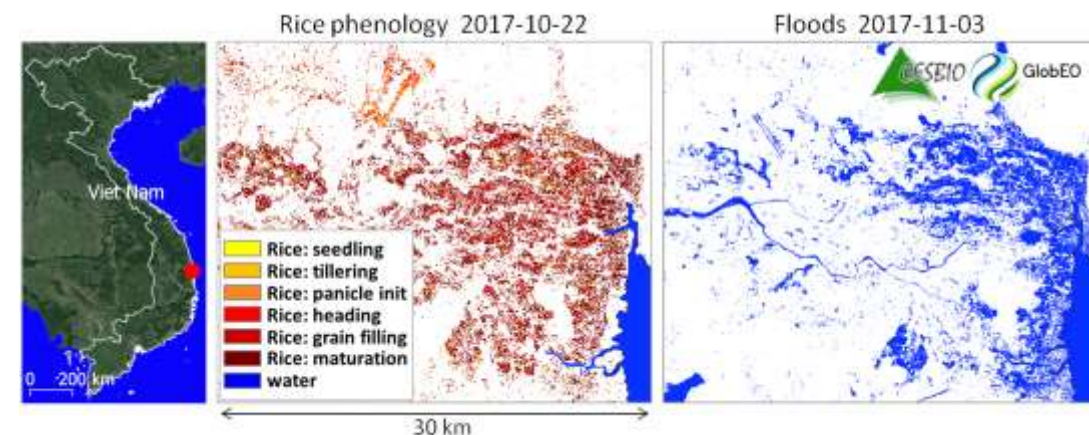 Rice phenology 2017-10-22
Floods 2017-11-03
CESBIO
GlobEO
Viet Nam
Rice: seedling
Rice: tillering
Rice: panicle init
Rice: heading
Rice: grain filling
Rice: maturation
water
0 200 km
30 km